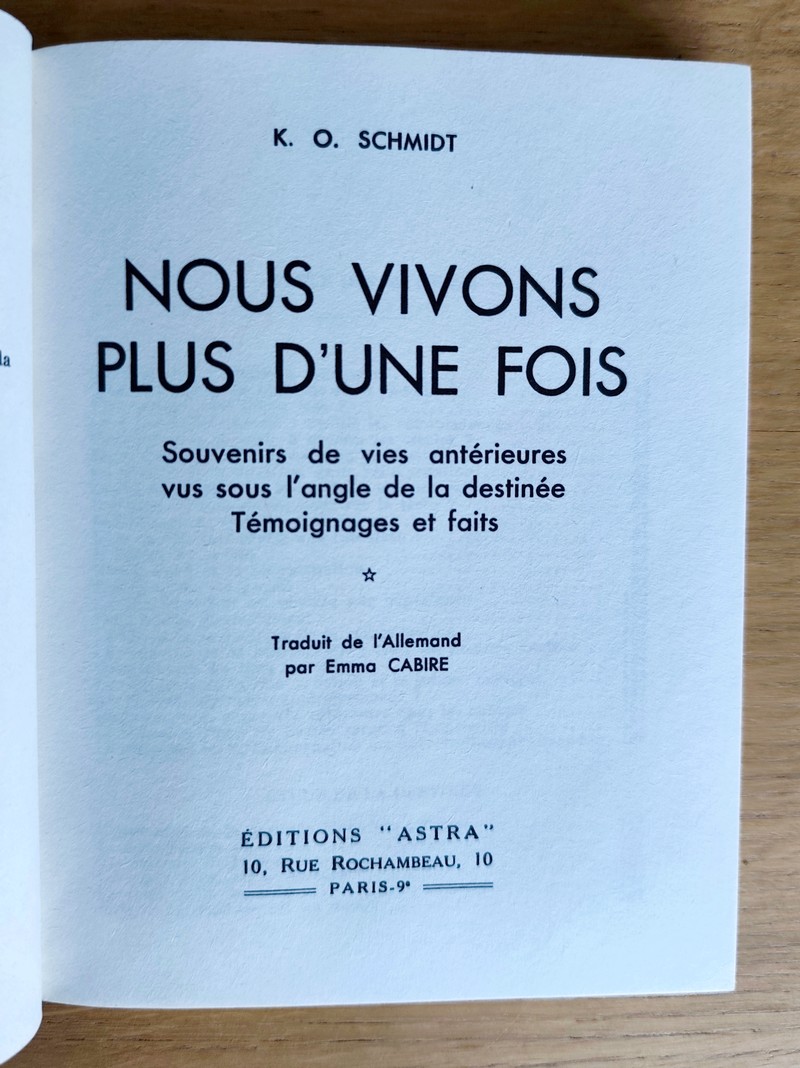 K. O. SCHMIDT
NOUS VIVONS
PLUS D'UNE FOIS
Souvenirs de vies antérieures
vus sous l'angle de la destinée
Témoignages et faits
Traduit de l'Allemand
par Emma CABIRE
ÉDITIONS "ASTRA"
10, RUE ROCHAMBEAU, 10
PARIS-9ᵉ